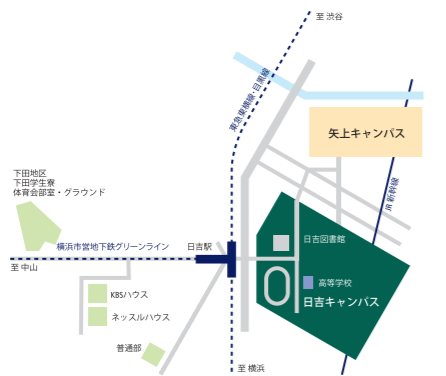 至 渋谷
東急東横線・目黒線
矢上キャンパス
JR 新幹線
下田地区
下田学生寮
体育会部室・グラウンド
横浜市営地下鉄グリーンライン
日吉駅
日吉図書館
至 中山
高等学校
KBSハウス
日吉キャンパス
ネッスルハウス
普通部
至 横浜